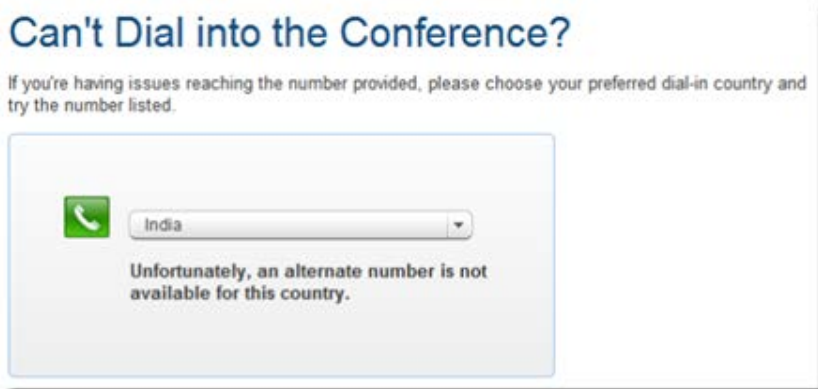 Can't Dial into the Conference?
If you're having issues reaching the number provided, please choose your preferred dial-in country and
try the number listed.
India
Unfortunately, an alternate number is not
available for this country.